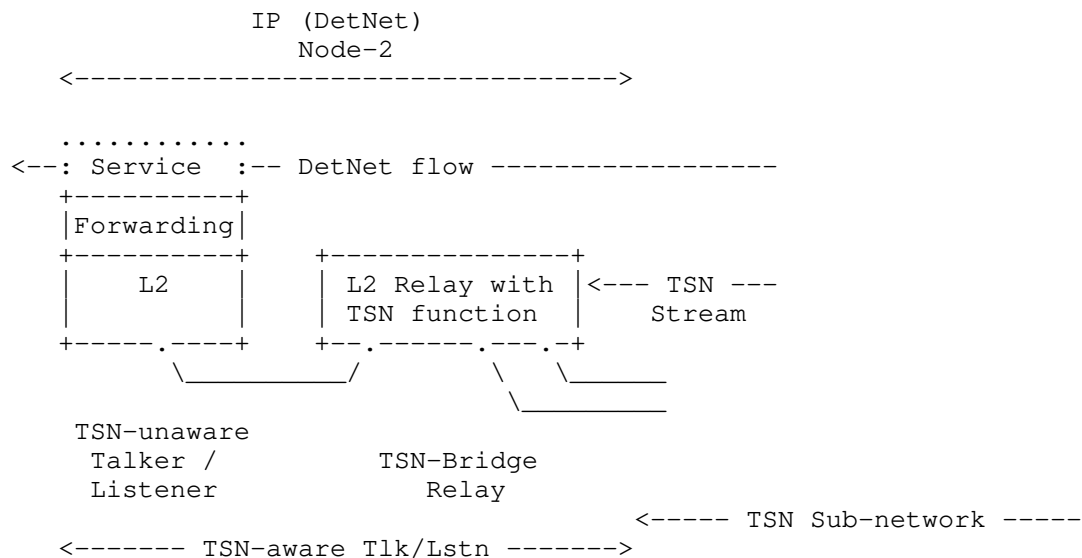 IP (DetNet)
Node-2
<---------------------------------->

............
<--: Service  :-- DetNet flow ------------------
+----------+
|Forwarding|
+----------+    +---------------+
|    L2    |    | L2 Relay with |<--- TSN ---
|          |    | TSN function  |    Stream
+-----.----+    +--.------.---.-+
\__________/        \   \______
\_________
TSN-unaware
Talker /          TSN-Bridge
Listener             Relay
<----- TSN Sub-network -----
<------- TSN-aware Tlk/Lstn ------->